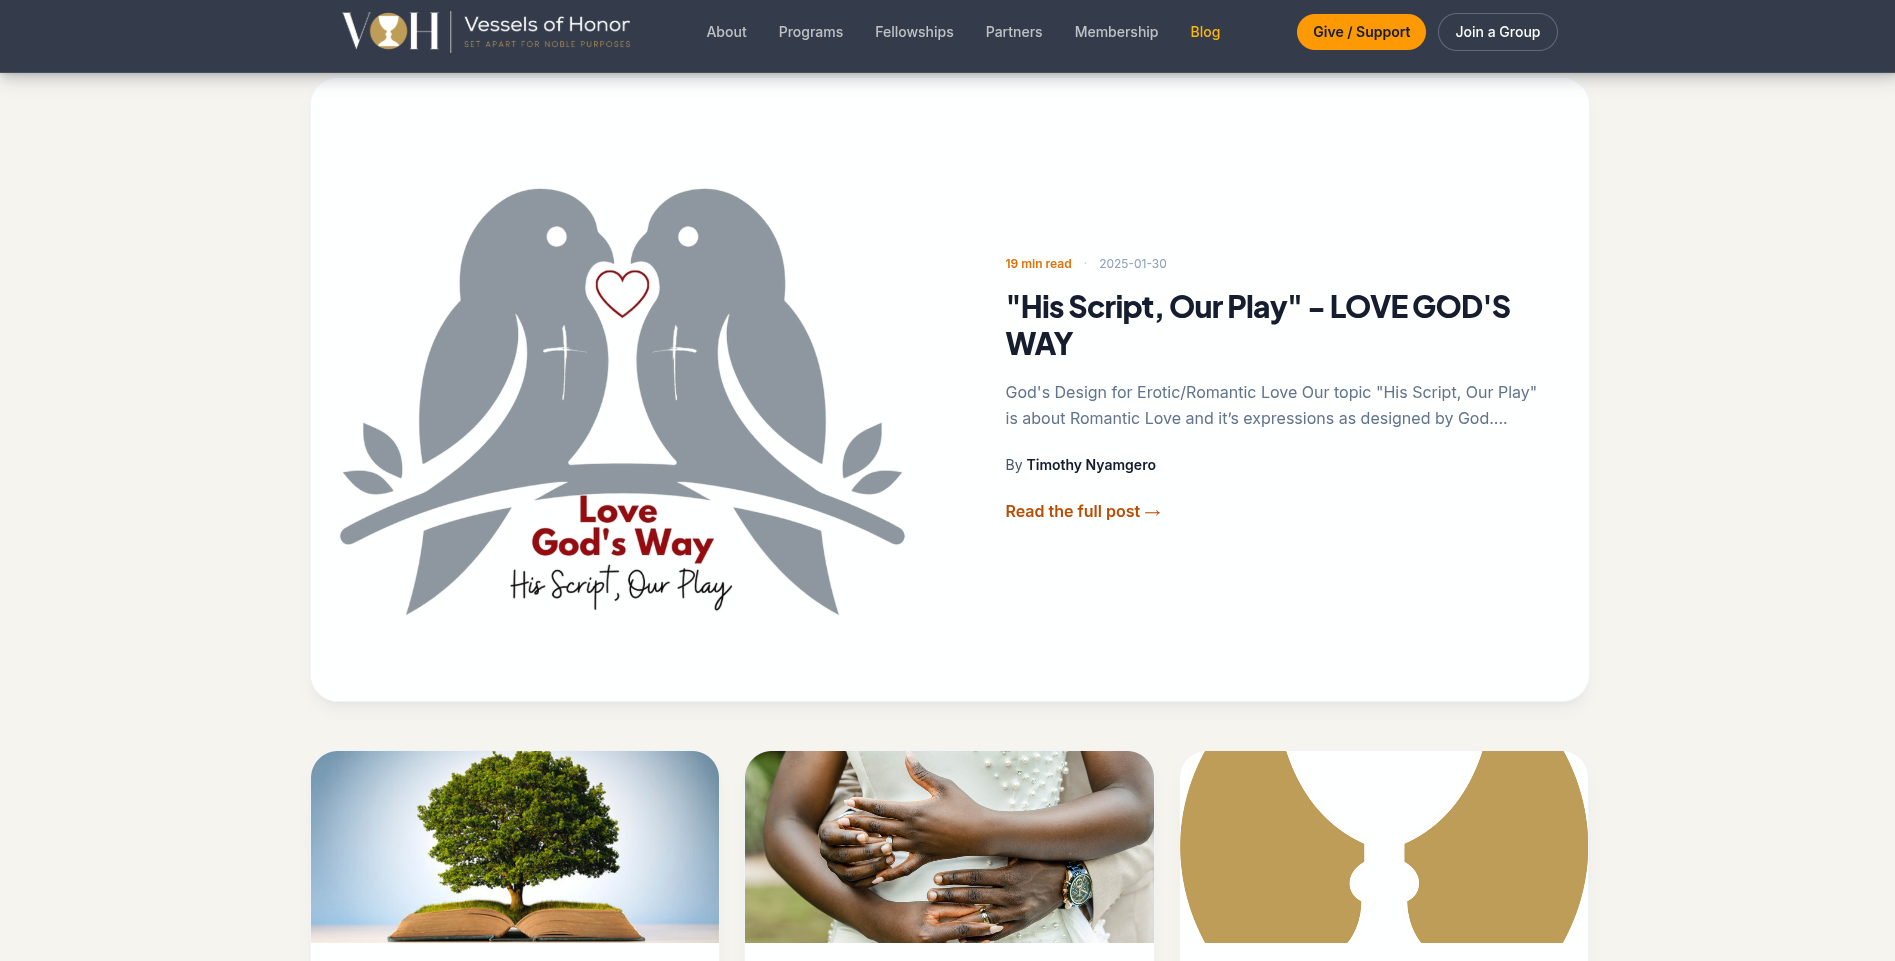 VOH
Vessels of Honor
SET APART FOR NOBLE PURPOSES
About
Programs
Fellowships
Partners
Membership
Blog
Give / Support
Join a Group
Love
God's Way
His Script, Our Play
19 min read · 2025-01-30
"His Script, Our Play" – LOVE GOD'S
WAY
God's Design for Erotic/Romantic Love Our topic "His Script, Our Play"
is about Romantic Love and it’s expressions as designed by God....
By Timothy Nyamgero
Read the full post →